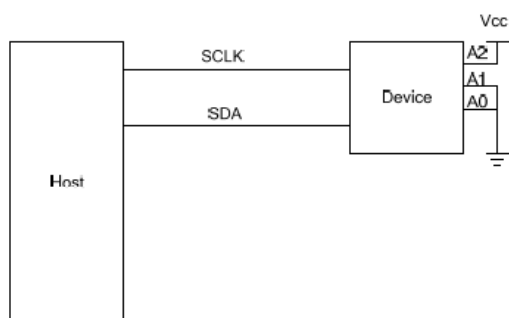 Vcc
SCLK
A2
A1
Device
A0
SDA
Host